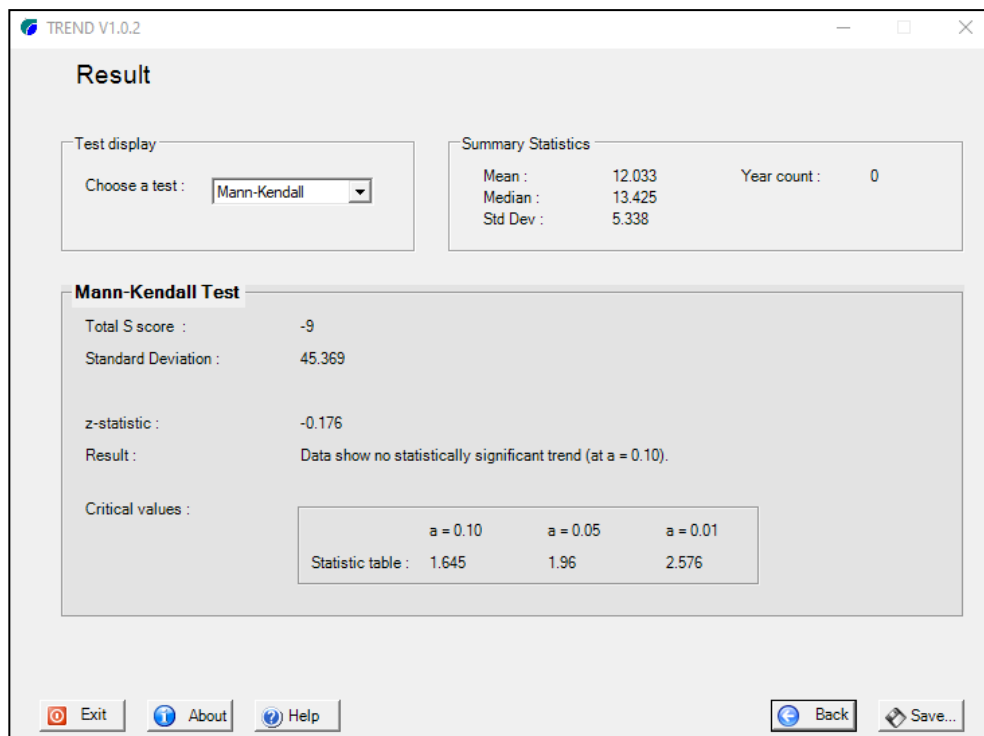 TREND V1.0.2
Result
Test display
Choose a test : Mann-Kendall
Summary Statistics
Mean : 12.033 Year count : 0
Median : 13.425
Std Dev : 5.338
Mann-Kendall Test
Total S score : -9
Standard Deviation : 45.369
z-statistic : -0.176
Result : Data show no statistically significant trend (at a = 0.10).
Critical values :
a = 0.10 a = 0.05 a = 0.01
Statistic table : 1.645 1.96 2.576
Exit About Help Back Save...